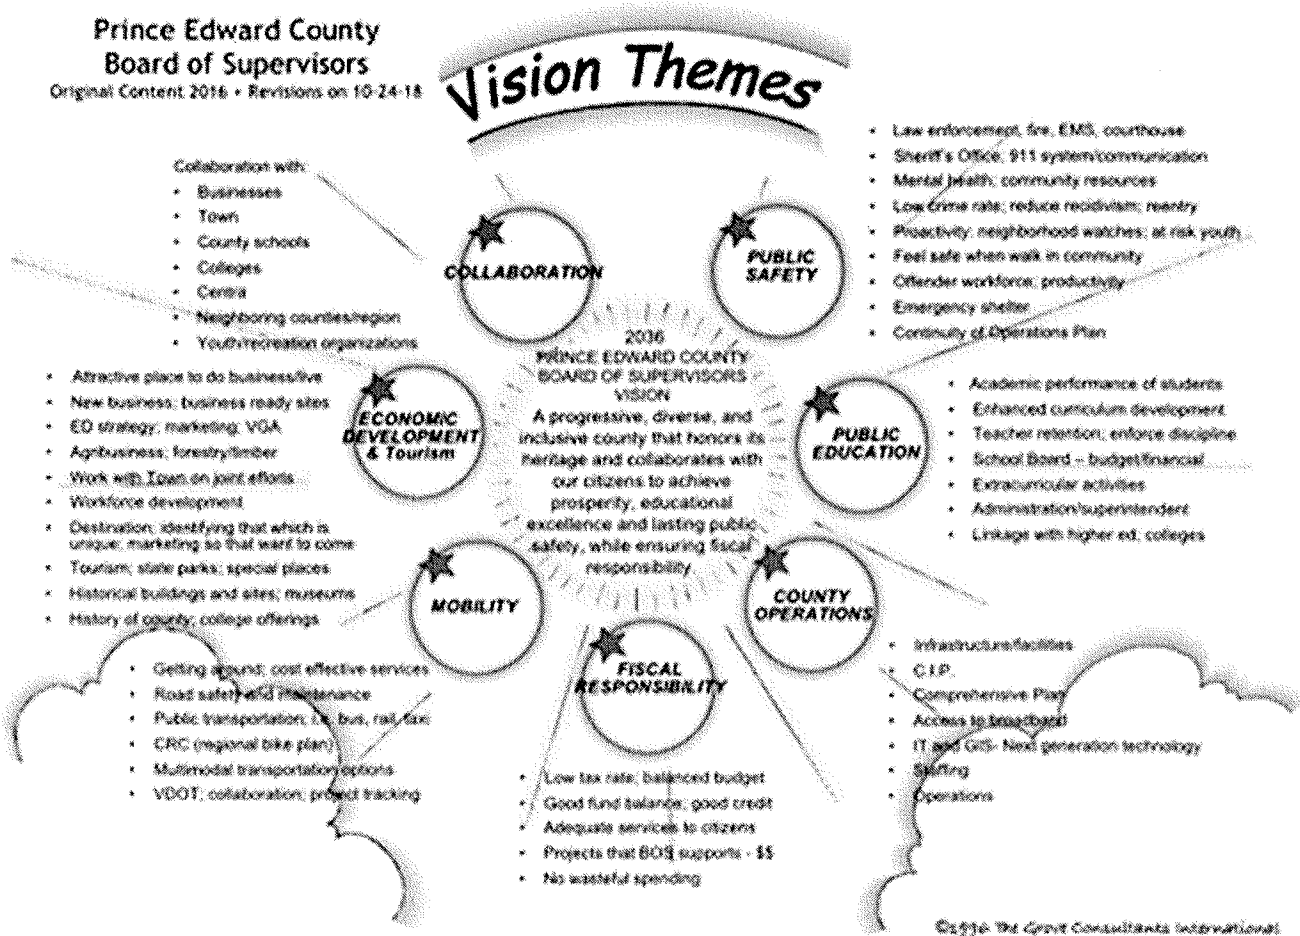 Prince Edward County
Board of Supervisors
Original Content 2016 • Revisions on 10-24-18
Vision Themes
Collaboration with:
• Businesses
• Town
• County schools
• Colleges
• Centra
• Neighboring counties/region
• Youth/recreation organizations
COLLABORATION
PUBLIC
SAFETY
• Law enforcement, fire, EMS, courthouse
• Sheriff's Office; 911 system/communication
• Mental health; community resources
• Low crime rate; reduce recidivism; reentry
• Proactivity; neighborhood watches; at risk youth
• Feel safe when walk in community
• Offender workforce; productivity
• Emergency shelter
• Continuity of Operations Plan
• Attractive place to do business/live
• New business; business ready sites
• ED strategy; marketing; VGA
• Agribusiness; forestry/timber
• Work with Town on joint efforts
• Workforce development
• Destination; identifying that which is
unique; marketing so that want to come
• Tourism; state parks; special places
• Historical buildings and sites; museums
• History of county; college offerings
ECONOMIC
DEVELOPMENT
& Tourism
2036
PRINCE EDWARD COUNTY
BOARD OF SUPERVISORS
VISION
A progressive, diverse, and
inclusive county that honors its
heritage and collaborates with
our citizens to achieve
prosperity, educational
excellence and lasting public
safety, while ensuring fiscal
responsibility
PUBLIC
EDUCATION
• Academic performance of students
• Enhanced curriculum development
• Teacher retention; enforce discipline
• School Board – budget/financial
• Extracurricular activities
• Administration/superintendent
• Linkage with higher ed; colleges
MOBILITY
COUNTY
OPERATIONS
• Getting around; cost effective services
• Road safety and maintenance
• Public transportation; i.e. bus, rail, taxi
• CRC (regional bike plan)
• Multimodal transportation options
• VDOT; collaboration; project tracking
FISCAL
RESPONSIBILITY
• Low tax rate; balanced budget
• Good fund balance; good credit
• Adequate services to citizens
• Projects that BOS supports - $$
• No wasteful spending
• Infrastructure/facilities
• C.I.P.
• Comprehensive Plan
• Access to broadband
• IT and GIS- Next generation technology
• Staffing
• Operations
The Grove Consultants International